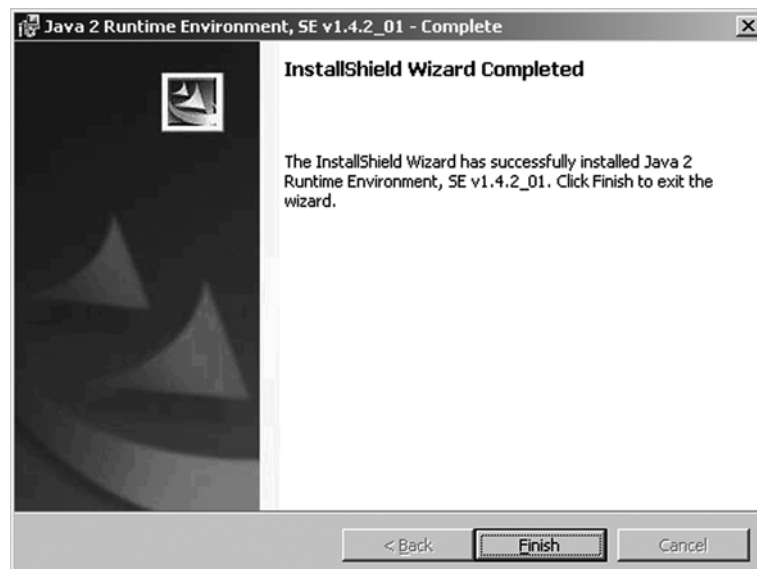 Java 2 Runtime Environment, SE v1.4.2_01 - Complete
InstallShield Wizard Completed
The InstallShield Wizard has successfully installed Java 2
Runtime Environment, SE v1.4.2_01. Click Finish to exit the
wizard.
< Back
Finish
Cancel